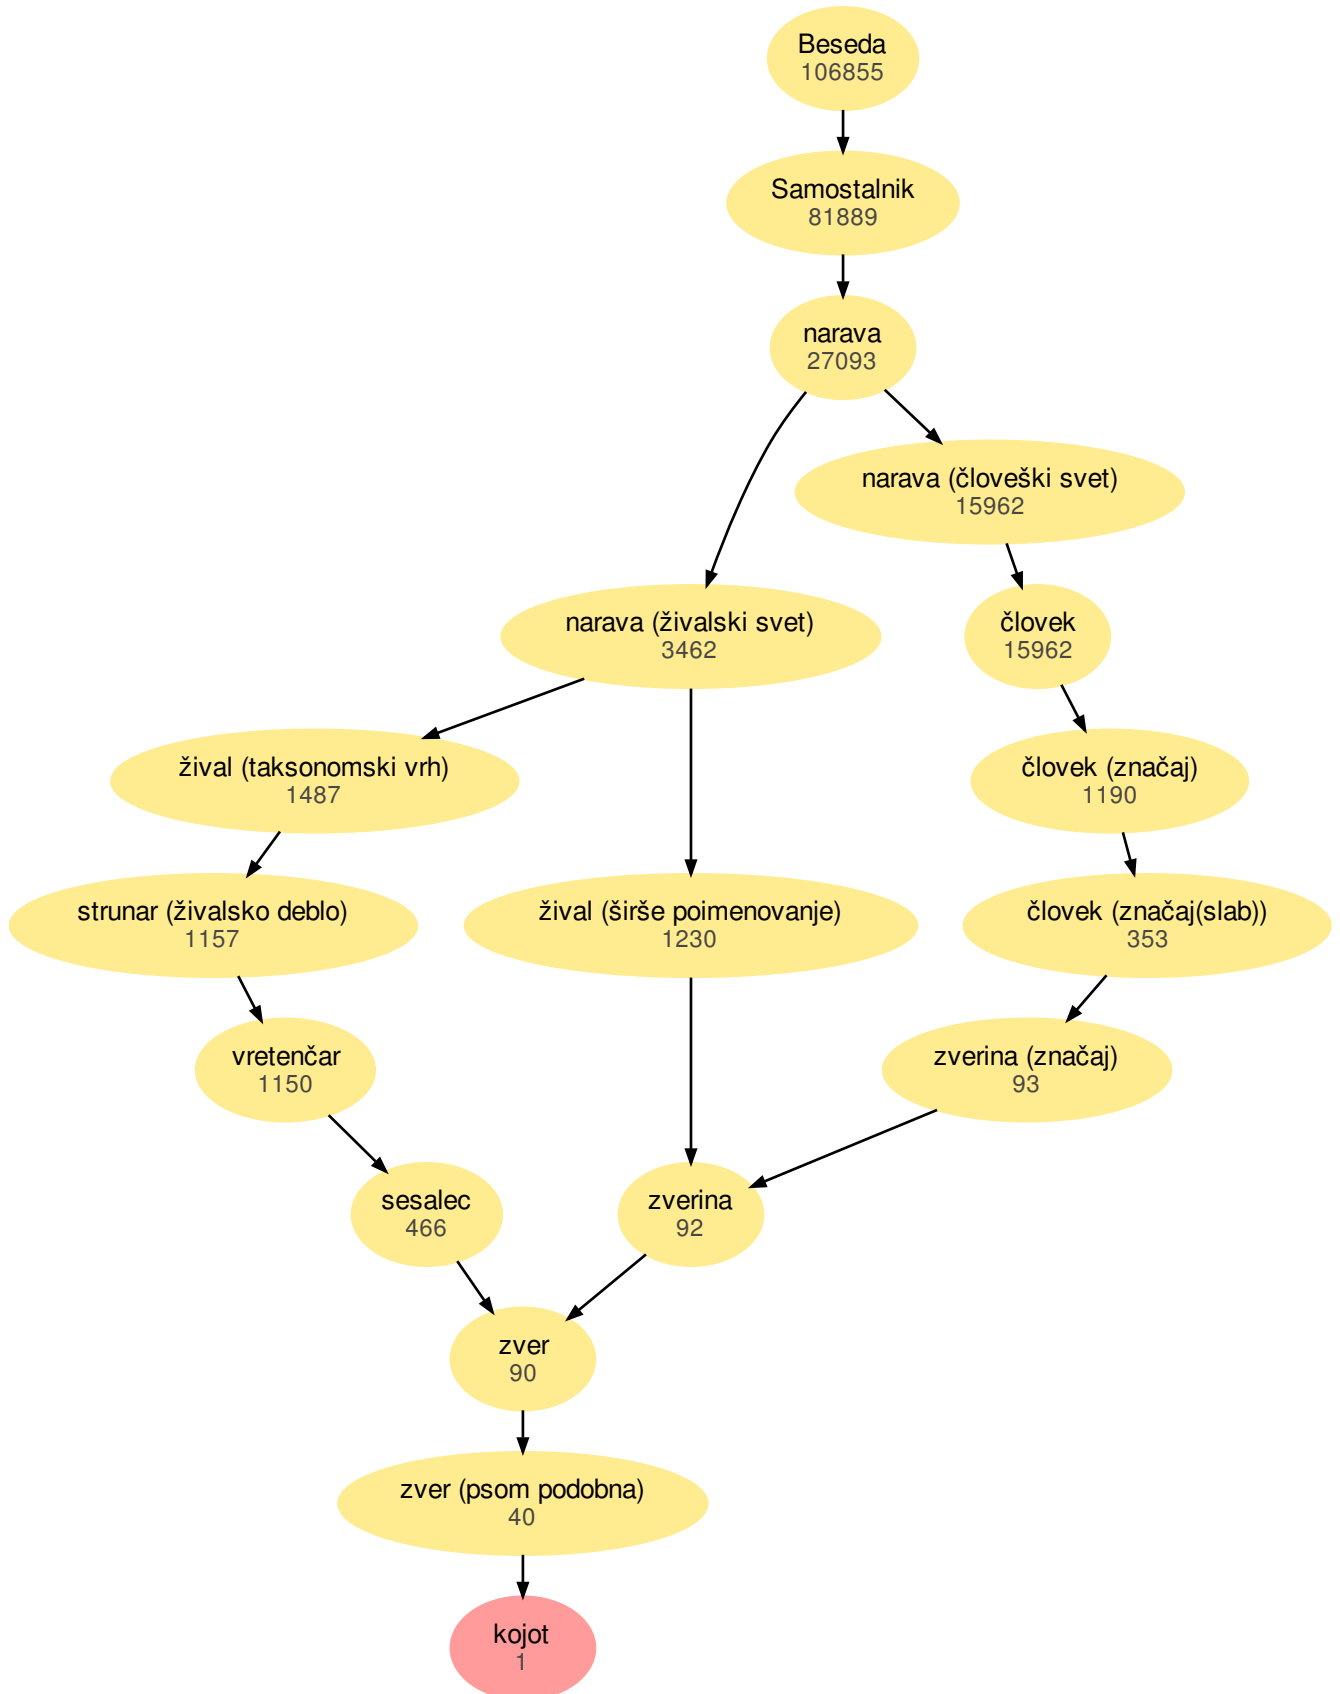 Beseda
106855
Samostalnik
81889
narava
27093
narava (človeški svet)
15962
narava (živalski svet)
3462
človek
15962
žival (taksonomski vrh)
1487
človek (značaj)
1190
strunar (živalsko deblo)
1157
žival (širše poimenovanje)
1230
človek (značaj(slab))
353
vretenčar
1150
zverina (značaj)
93
sesalec
466
zverina
92
zver
90
zver (psom podobna)
40
kojot
1